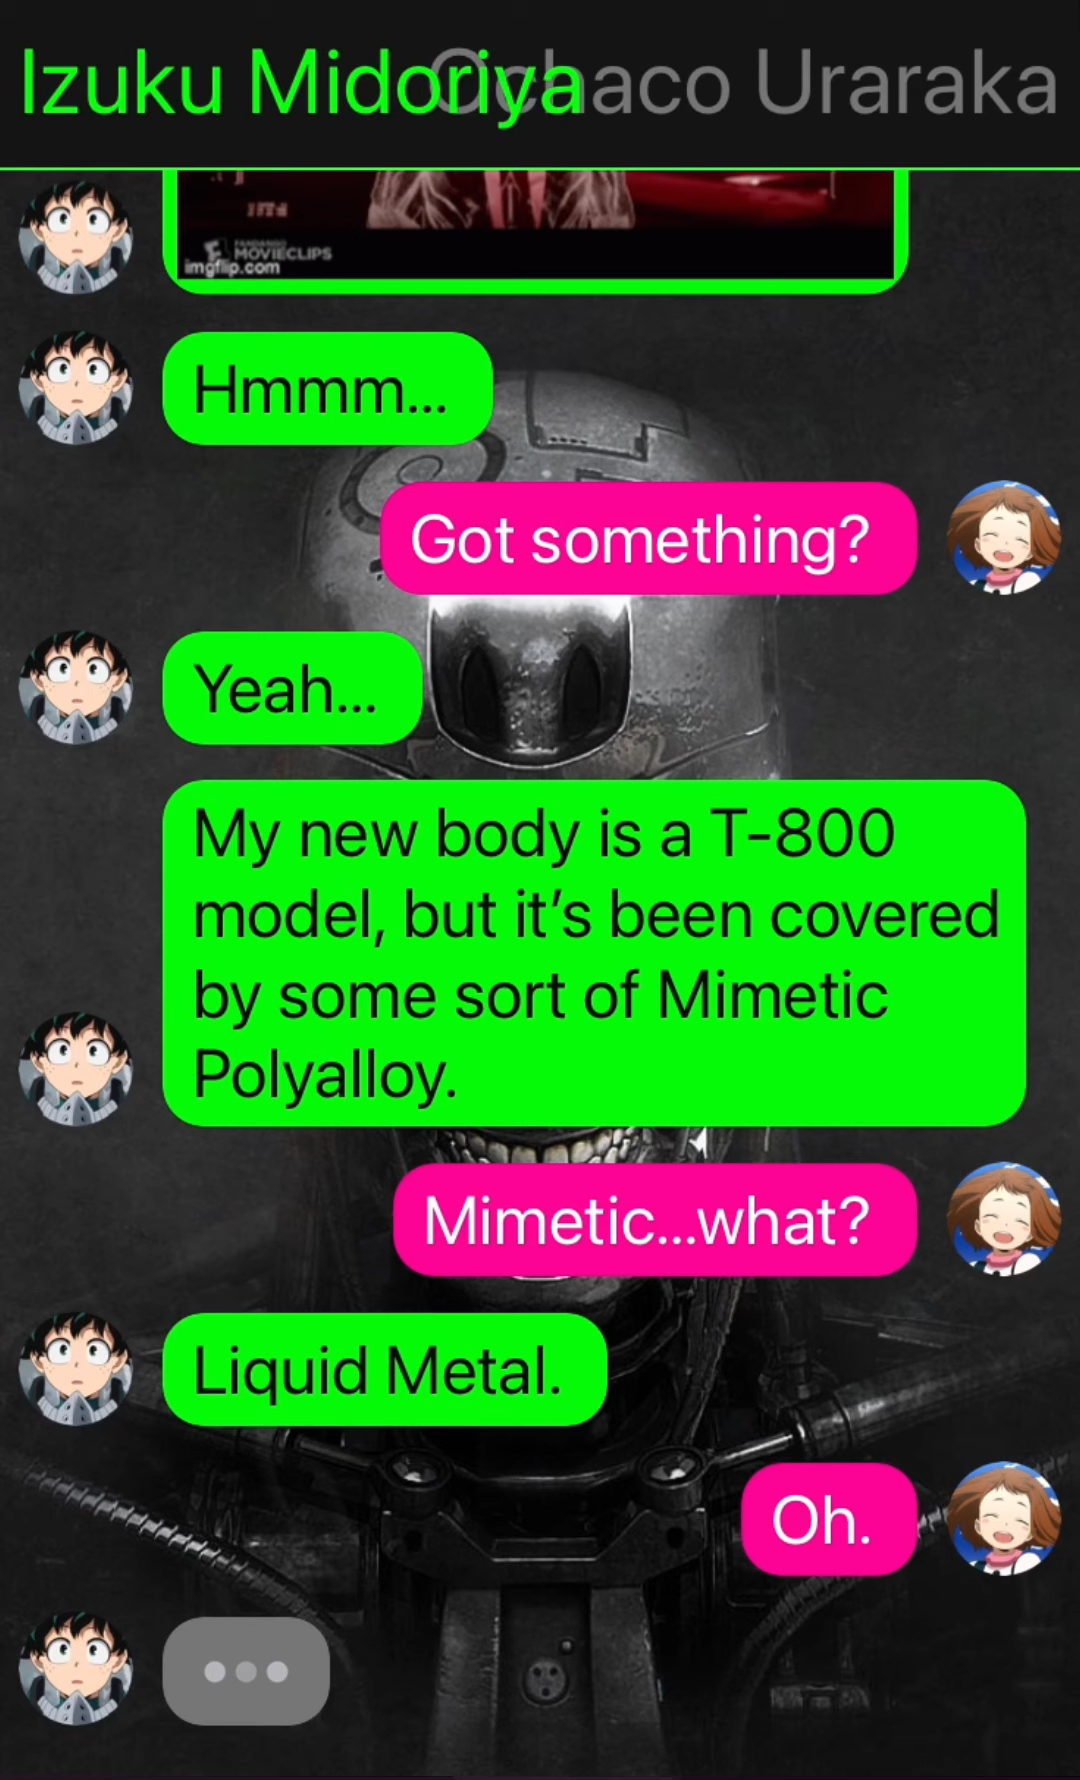 Izuku Midoriya
Ochaco Uraraka
FANDANGO
MOVIECLIPS
imgflip.com
Hmmm...
Got something?
Yeah...
My new body is a T-800
model, but it’s been covered
by some sort of Mimetic
Polyalloy.
Mimetic...what?
Liquid Metal.
Oh.